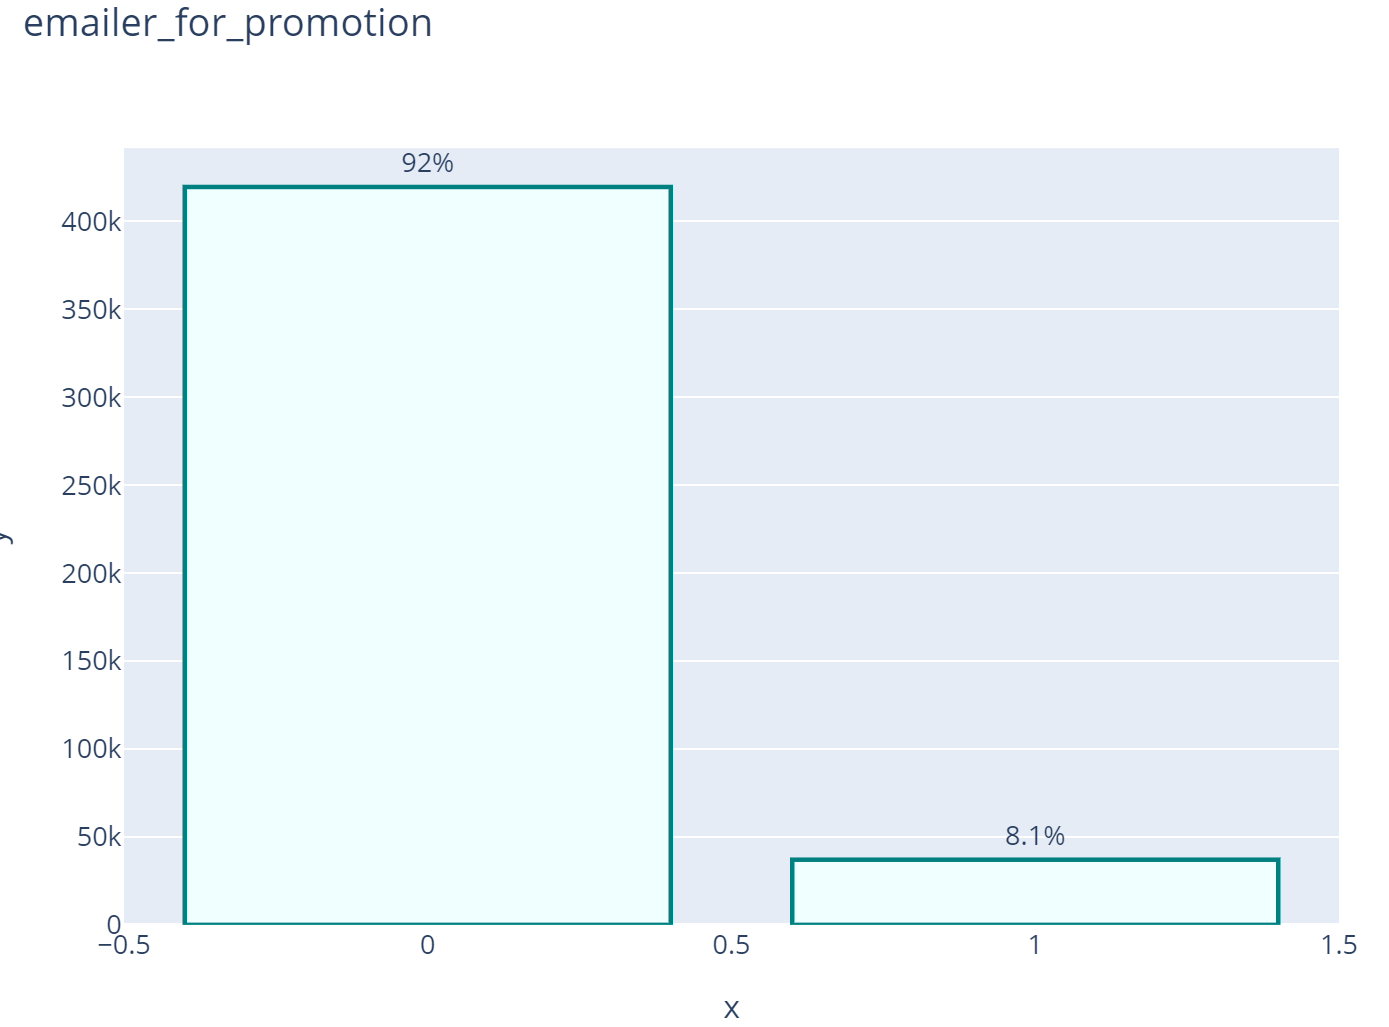 emailer_for_promotion
92%
400k
350k
300k
250k
200k
150k
100k
50k
8.1%
0
−0.5
0
0.5
1
1.5
x
y